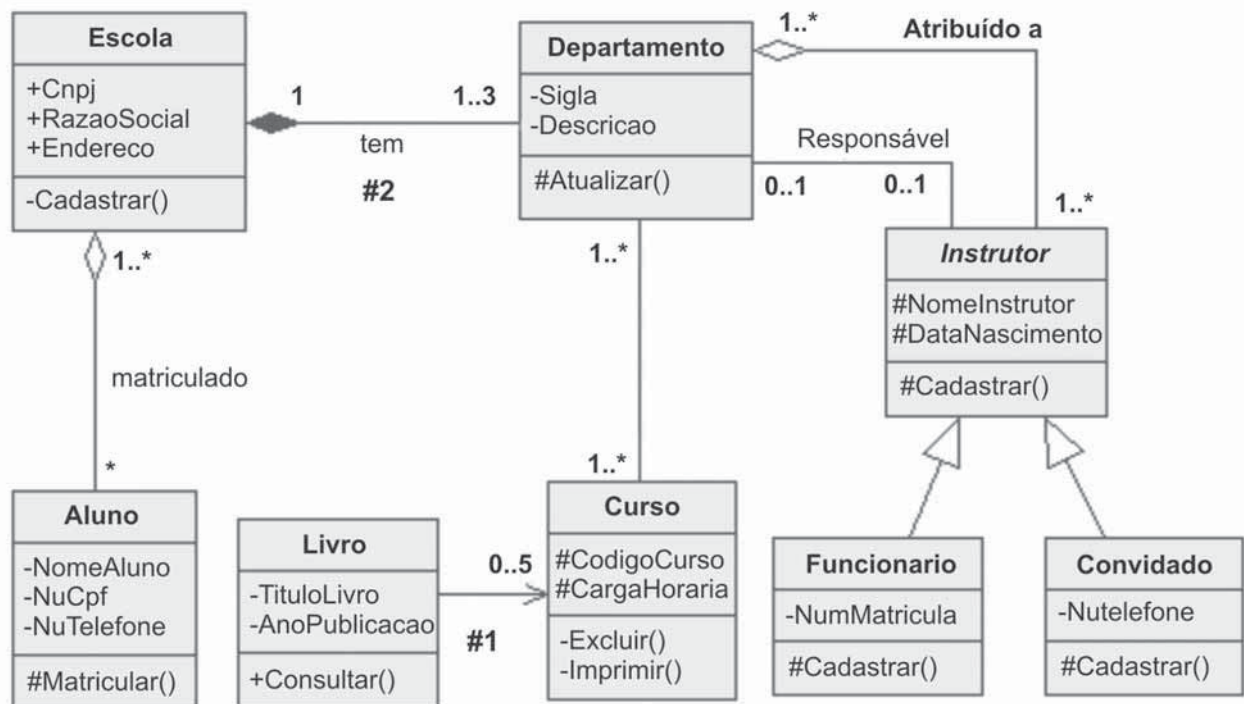 Escola
+Cnpj
+RazaoSocial
+Endereco
-Cadastrar()
1
1..3
tem
#2
Departamento
-Sigla
-Descricao
#Atualizar()
1..*
Atribuído a
Responsável
0..1
0..1
1..*
Instrutor
#NomeInstrutor
#DataNascimento
#Cadastrar()
1..*
matriculado
*
1..*
1..*
Aluno
-NomeAluno
-NuCpf
-NuTelefone
#Matricular()
Livro
-TituloLivro
-AnoPublicacao
+Consultar()
0..5
#1
Curso
#CodigoCurso
#CargaHoraria
-Excluir()
-Imprimir()
Funcionario
-NumMatricula
#Cadastrar()
Convidado
-Nutelefone
#Cadastrar()